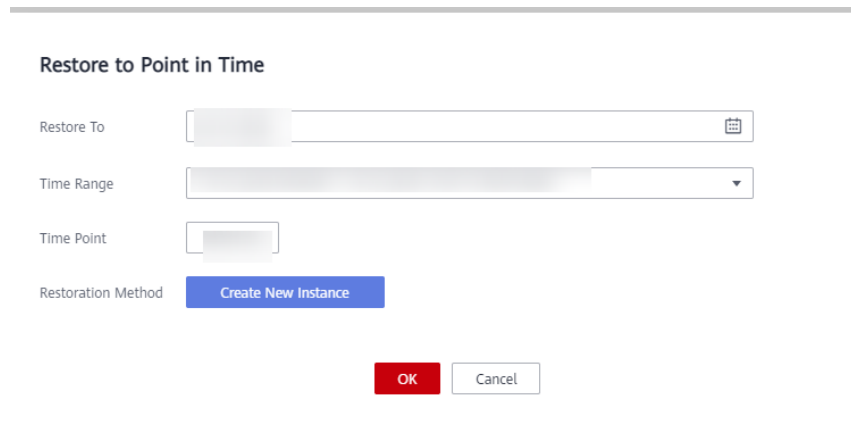 Restore to Point in Time
Restore To
Time Range
Time Point
Restoration Method Create New Instance
OK Cancel